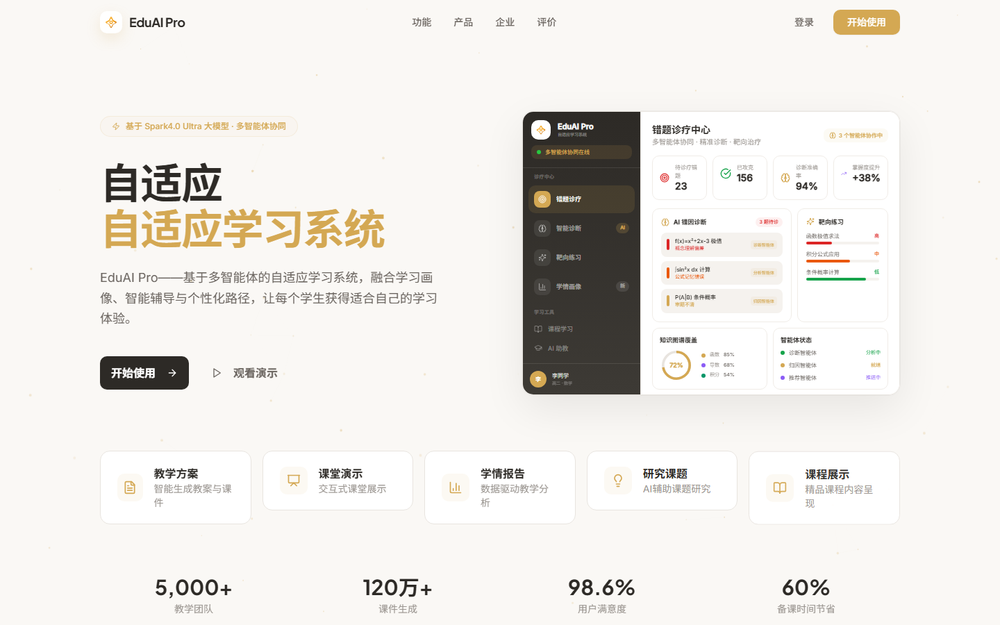 EduAI Pro
功能
产品
企业
评价
登录
开始使用
基于 Spark4.0 Ultra 大模型 · 多智能体协同
自适应
自适应学习系统
EduAI Pro——基于多智能体的自适应学习系统，融合学习画
像、智能辅导与个性化路径，让每个学生获得适合自己的学习
体验。
开始使用
观看演示
EduAI Pro
自适应学习系统
多智能体协同在线
诊疗中心
错题诊疗
智能诊断
AI
靶向练习
学情画像
新
学习工具
课程学习
AI 助教
李
李同学
高二 · 数学
错题诊疗中心
多智能体协同 · 精准诊断 · 靶向治疗
3 个智能体协作中
待诊疗错
题
23
已攻克
156
诊断准确
率
94%
掌握度提升
+38%
AI 错因诊断
3 题待诊
f(x)=x²+2x-3 极值
概念理解偏差
诊断智能体
∫sin²x dx 计算
公式记忆错误
分析智能体
P(A|B) 条件概率
审题不清
归因智能体
靶向练习
函数极值求法
高
积分公式应用
中
条件概率计算
低
知识图谱覆盖
72%
函数 85%
导数 68%
积分 54%
智能体状态
诊断智能体
分析中
归因智能体
就绪
推荐智能体
推送中
教学方案
智能生成教案与课
件
课堂演示
交互式课堂展示
学情报告
数据驱动教学分
析
研究课题
AI辅助课题研究
课程展示
精品课程内容呈
现
5,000+
教学团队
120万+
课件生成
98.6%
用户满意度
60%
备课时间节省